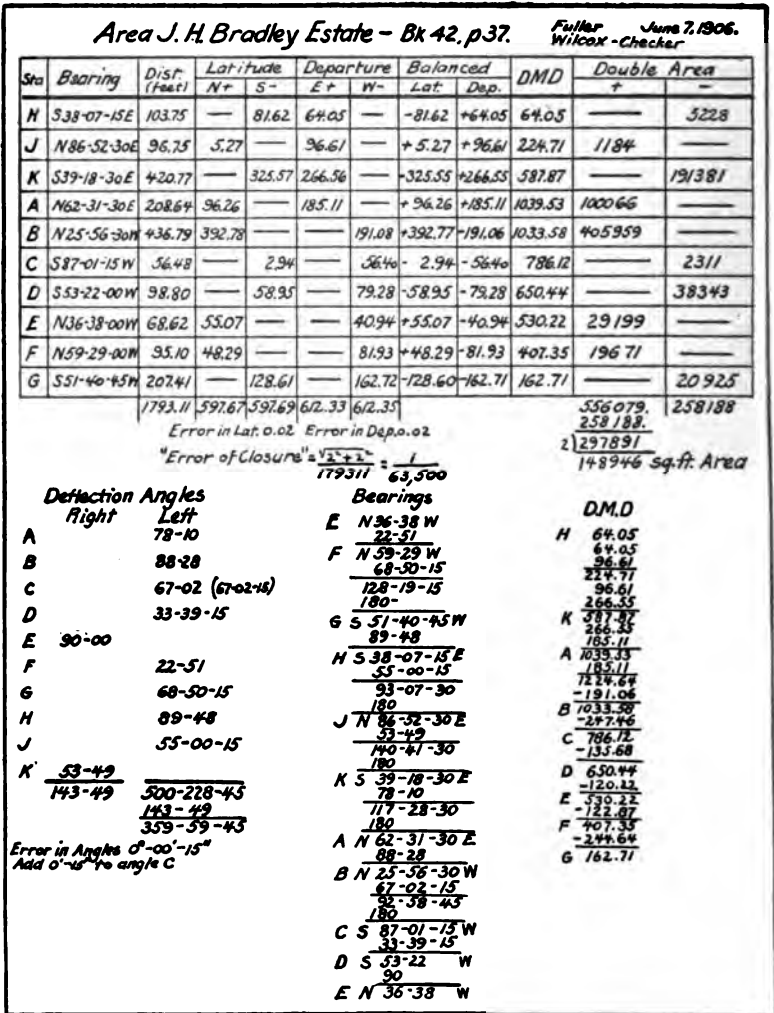 Area J. H. Bradley Estate - Bk 42, p 37.
Fuller June 7, 1906.
Wilcox - Checker
Sta Bearing Dist. (feet) Latitude N+ S- Departure E+ W- Balanced Lat. Dep. DMD Double Area + -
H S38-07-15E 103.75 — 81.62 64.05 — -81.62 +64.05 64.05 — 5228
J N86-52-30E 96.75 5.27 — 96.61 — +5.27 +96.61 224.71 1184 —
K S39-18-30E 420.77 — 325.57 266.56 — -325.55 +266.55 587.87 — 191381
A N62-31-30E 208.64 96.26 — 185.11 — +96.26 +185.11 1039.53 100066 —
B N25-56-30W 436.79 392.78 — — 191.08 +392.77 -191.06 1033.58 405959 —
C S87-01-15W 56.48 — 2.94 — 56.40 - 2.94 - 56.40 786.12 — 2311
D S53-22-00W 98.80 — 58.95 — 79.28 -58.95 -79.28 650.44 — 38343
E N36-38-00W 68.62 55.07 — — 40.94 +55.07 -40.94 530.22 29199 —
F N59-29-00W 95.10 48.29 — — 81.93 +48.29 -81.93 407.35 19671 —
G S51-40-45W 207.41 — 128.61 — 162.72 -128.60 -162.71 162.71 — 20925
1793.11 597.67 597.69 612.33 612.35 556079. 258188
Error in Lat. 0.02 Error in Dep. 0.02 258188.
"Error of Closure" = √2²+2² / 179311 = 1 / 63,500 2)297891
148946 sq.ft. Area
Deflection Angles
Right Left
A 78-10
B 88-28
C 67-02 (67-02-15)
D 33-39-15
E 90-00
F 22-51
G 68-50-15
H 89-48
J 55-00-15
K 53-49
143-49 500-228-45
143-49
359-59-45
Error in Angles 0°-00'-15"
Add 0'-15" to angle C
Bearings
E N 36-38 W
22-51
F N 59-29 W
68-50-15
128-19-15
180-
G S 51-40-45 W
89-48
H S 38-07-15 E
55-00-15
93-07-30
180
J N 86-52-30 E
53-49
140-41-30
180
K S 39-18-30 E
78-10
117-28-30
180
A N 62-31-30 E
88-28
B N 25-56-30 W
67-02-15
92-58-45
180
C S 87-01-15 W
33-39-15
D S 53-22 W
90
E N 36-38 W
D.M.D
H 64.05
64.05
96.61
224.71
96.61
266.55
K 587.87
266.55
185.11
A 1039.53
185.11
1224.64
-191.06
B 1033.58
-247.46
C 786.12
-135.68
D 650.44
-120.22
E 530.22
-122.87
F 407.35
-244.64
G 162.71